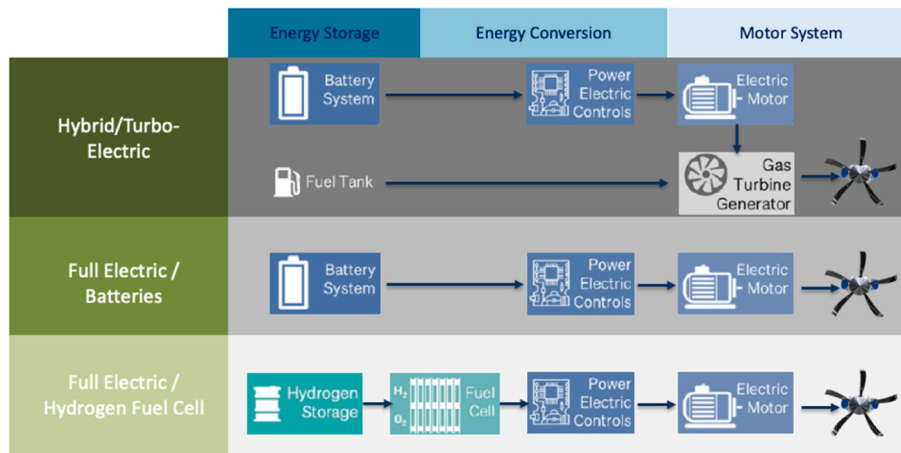 Energy Storage
Energy Conversion
Motor System
Hybrid/Turbo-
Electric
Battery
System
Power
Electric
Controls
Electric
Motor
Fuel Tank
Gas
Turbine
Generator
Full Electric /
Batteries
Battery
System
Power
Electric
Controls
Electric
Motor
Full Electric /
Hydrogen Fuel Cell
Hydrogen
Storage
H₂
O₂
Fuel
Cell
Power
Electric
Controls
Electric
Motor